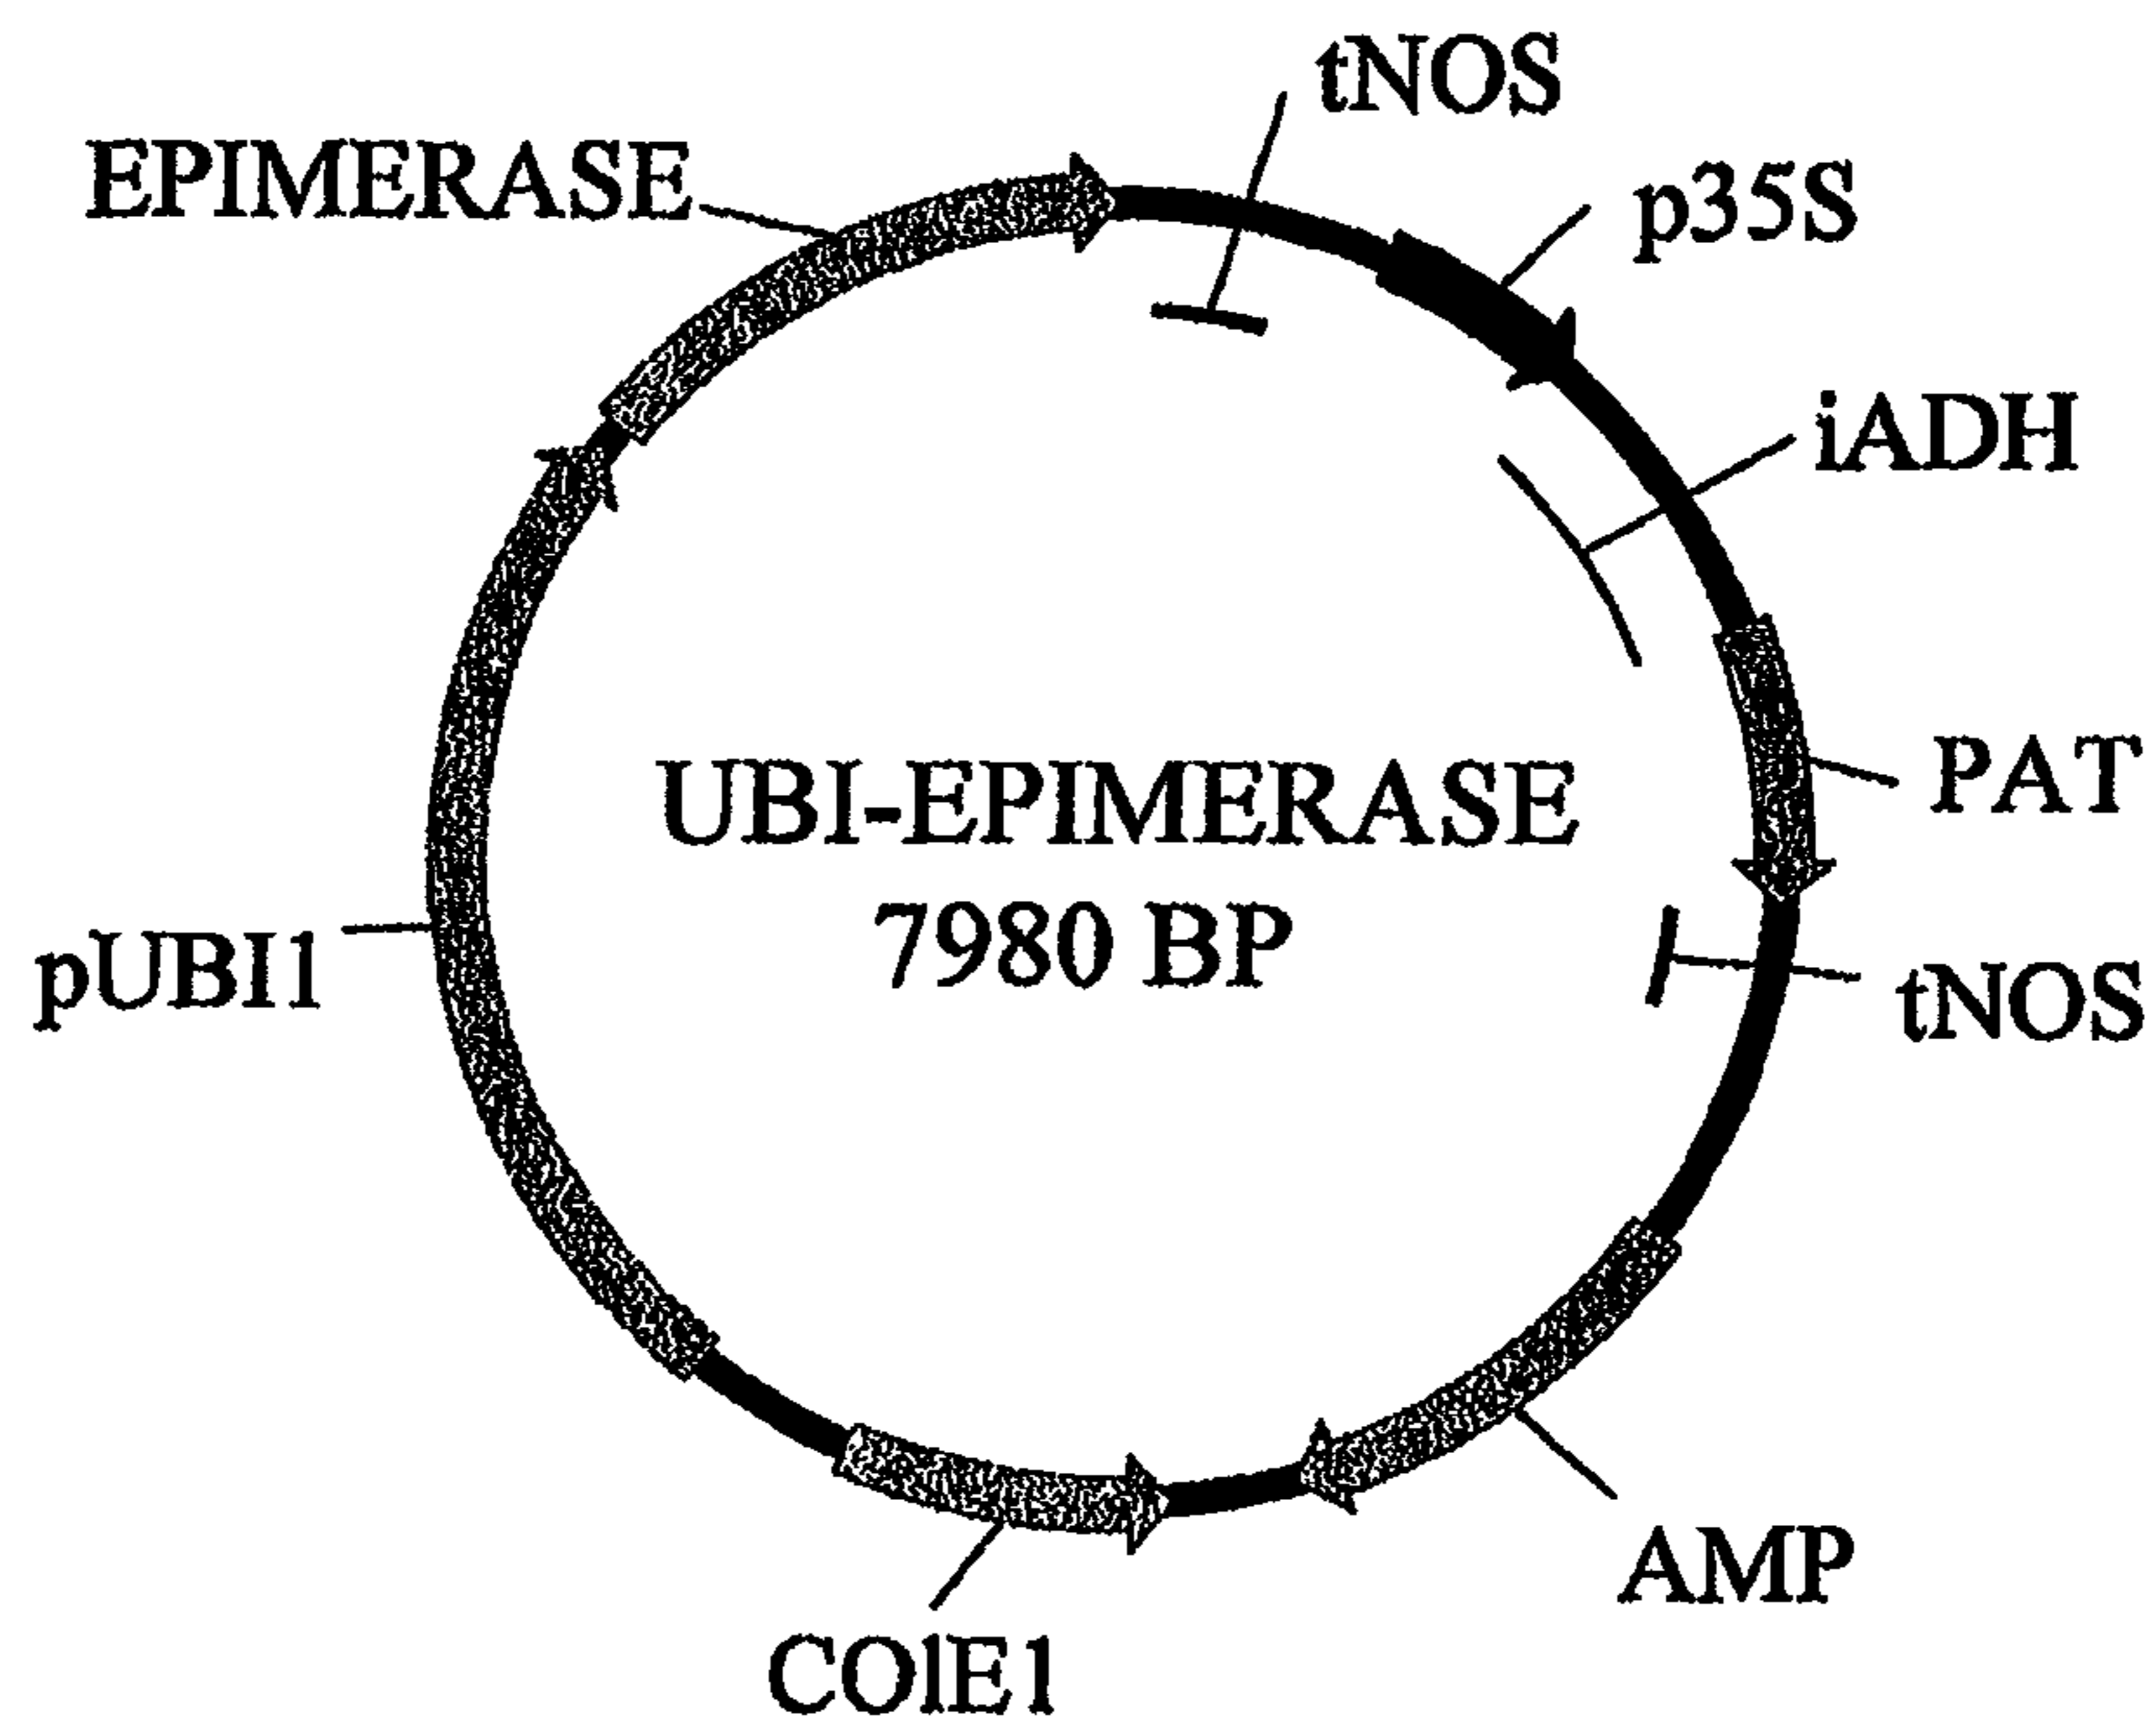 tNOS
EPIMERASE
p35S
iADH
PAT
UBI-EPIMERASE
7980 BP
pUBI1
tNOS
AMP
COlE1